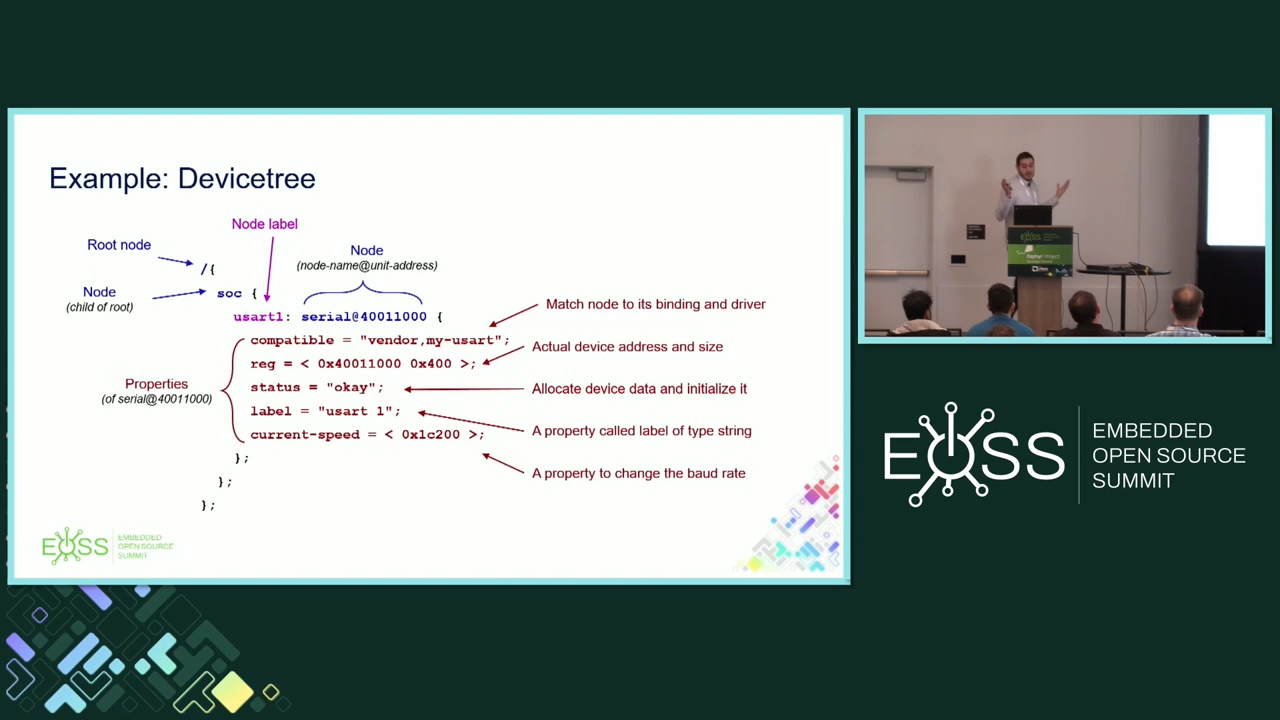 Example: Devicetree
Node label
Root node
Node
(node-name@unit-address)
/{
Node
(child of root)
soc {
usart1: serial@40011000 {
Match node to its binding and driver
compatible = "vendor,my-usart";
Actual device address and size
reg = < 0x40011000 0x400 >;
Properties
(of serial@40011000)
status = "okay";
Allocate device data and initialize it
label = "usart 1";
A property called label of type string
current-speed = < 0x1c200 >;
};
A property to change the baud rate
};
};
EOSS
EMBEDDED
OPEN SOURCE
SUMMIT
EOSS
Zephyr Project
EOSS
EMBEDDED
OPEN SOURCE
SUMMIT